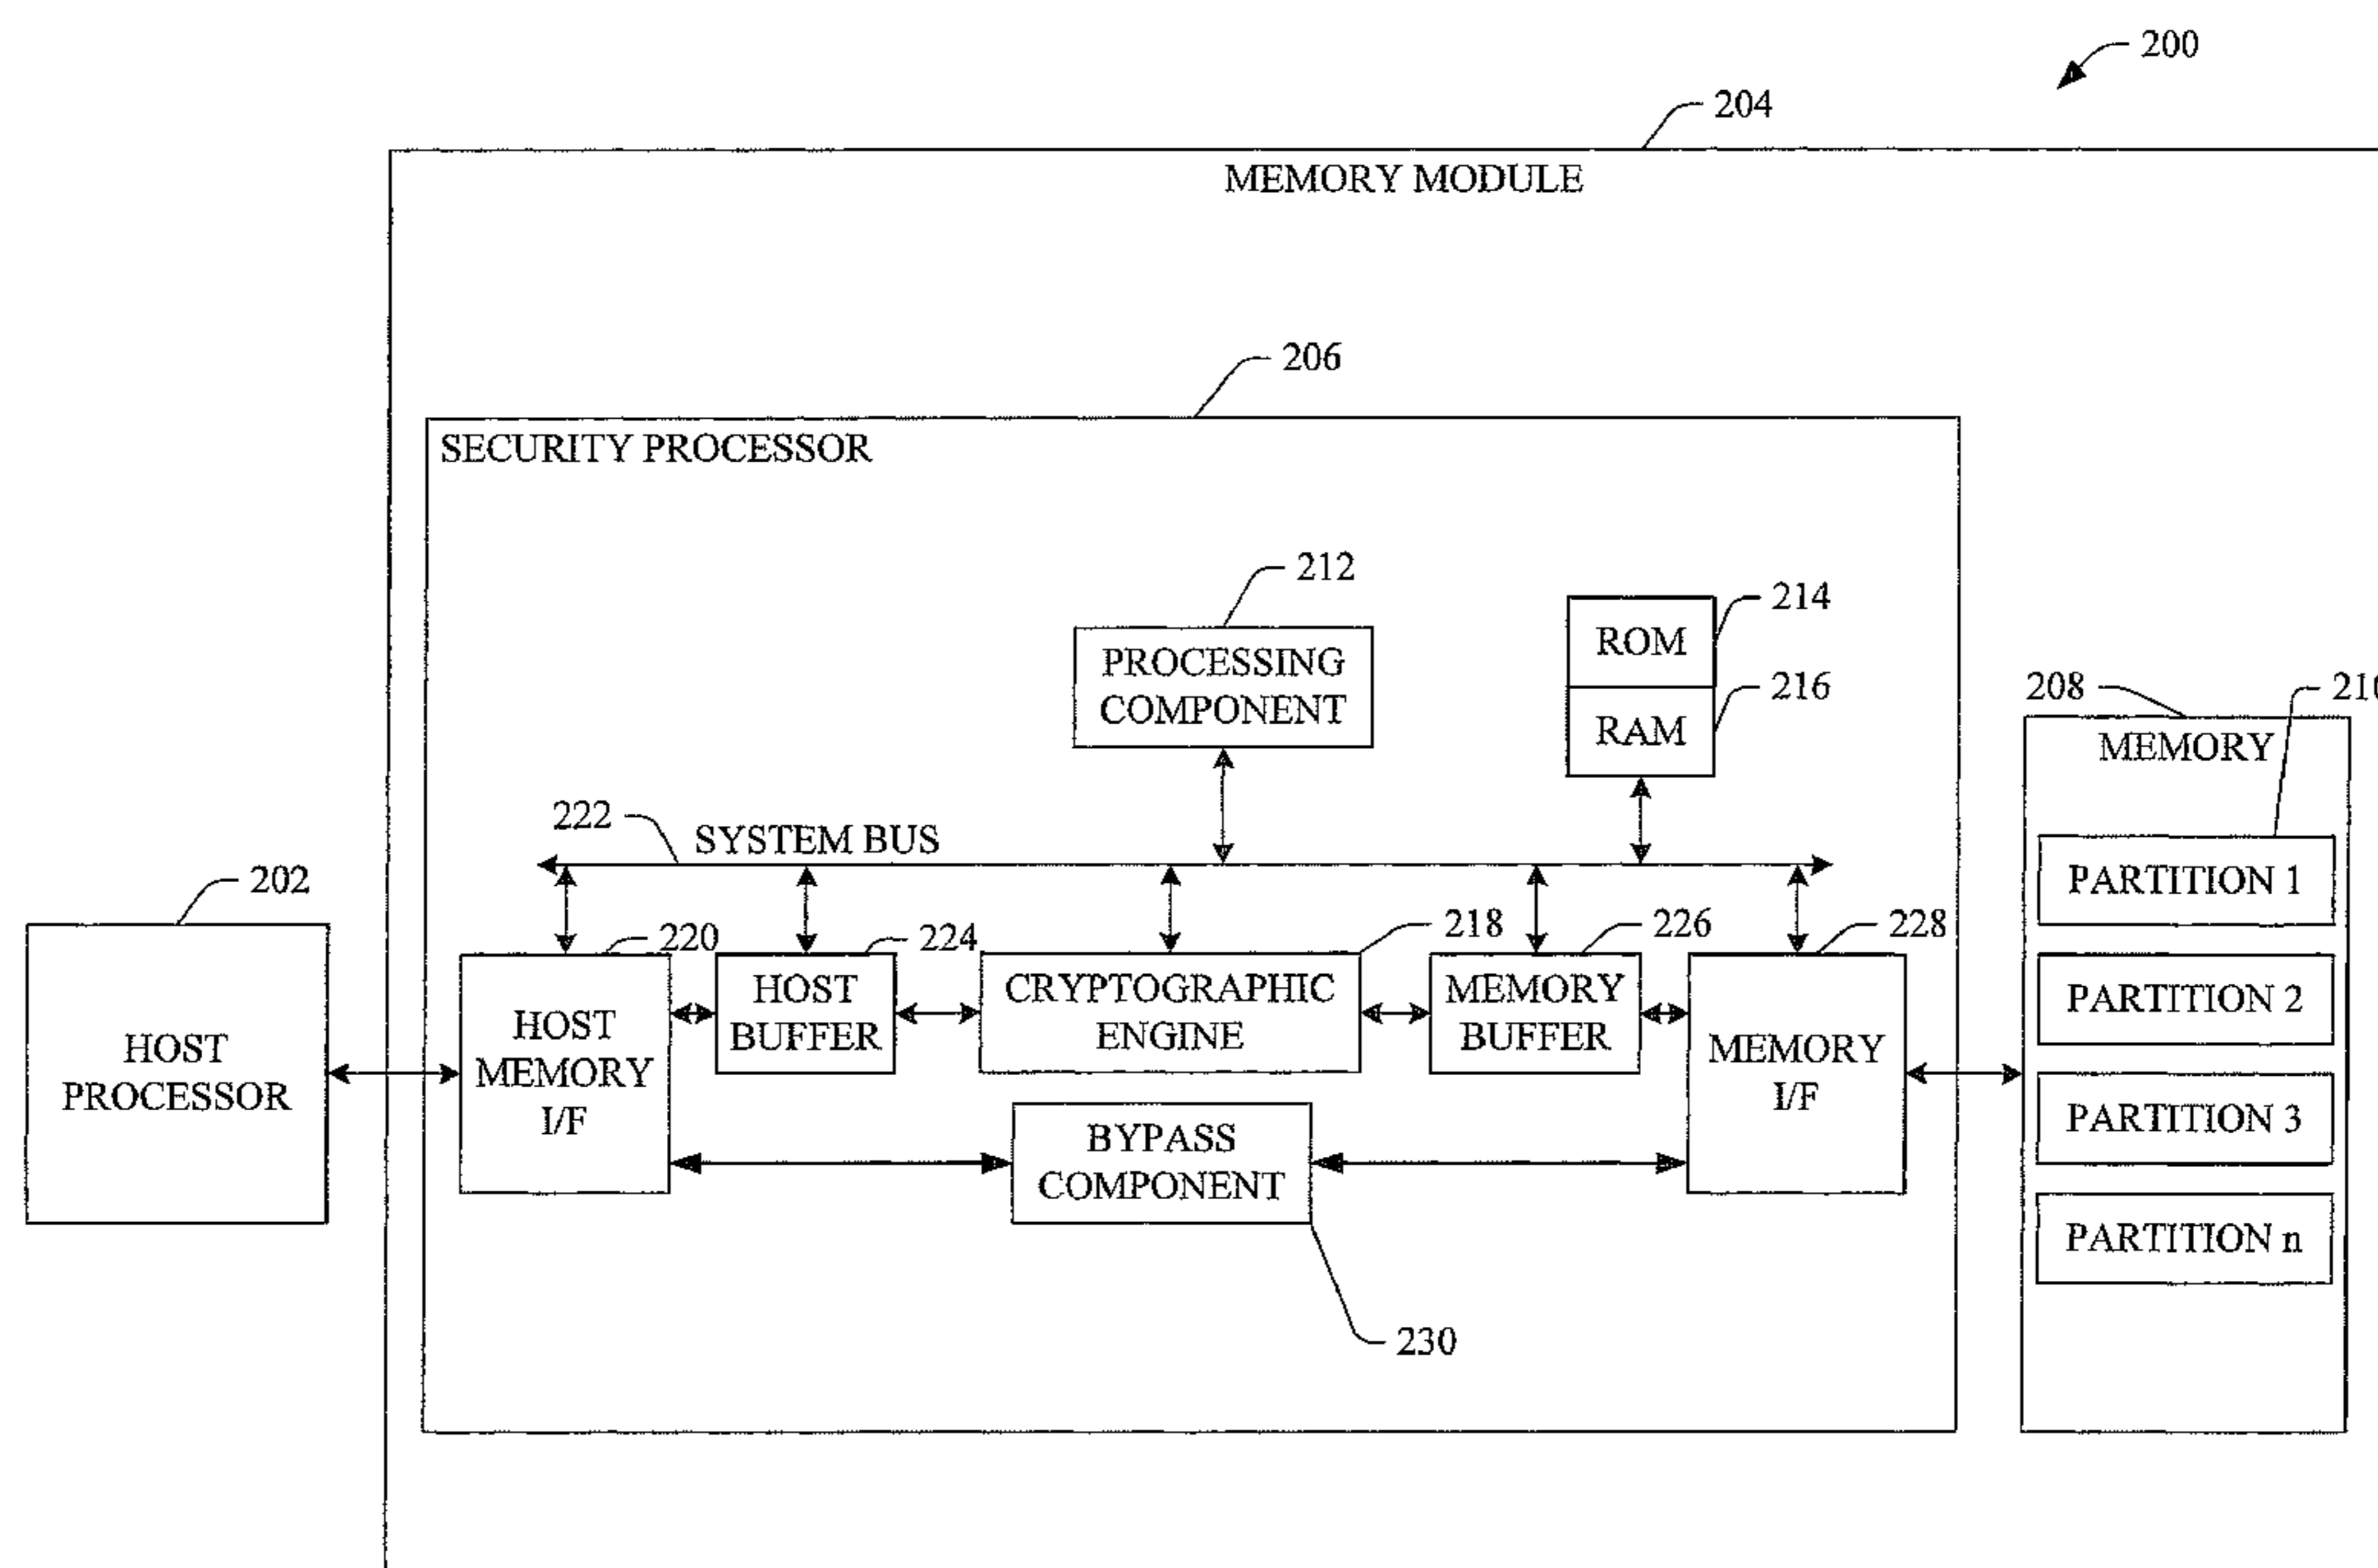 200
204
MEMORY MODULE
206
SECURITY PROCESSOR
212
214
PROCESSING
COMPONENT
ROM
216
RAM
208
MEMORY
222
SYSTEM BUS
PARTITION 1
202
220
224
218
226
228
HOST
PROCESSOR
HOST
MEMORY
I/F
HOST
BUFFER
CRYPTOGRAPHIC
ENGINE
MEMORY
BUFFER
MEMORY
I/F
PARTITION 2
PARTITION 3
BYPASS
COMPONENT
PARTITION n
230